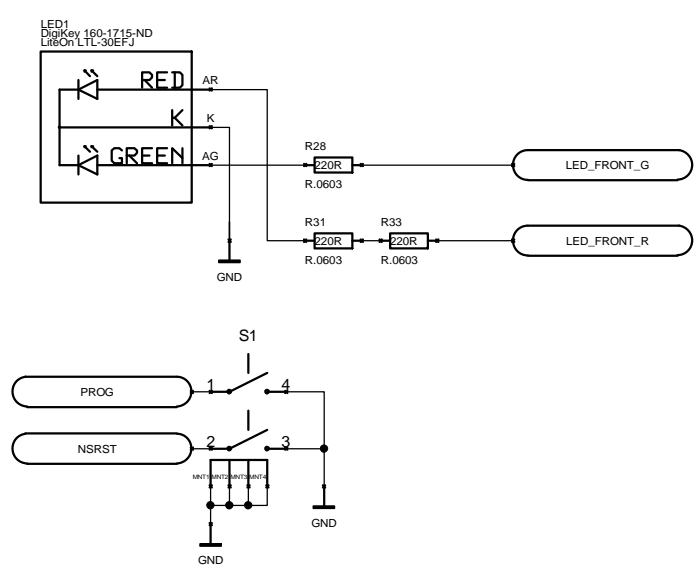 LED1
DigiKey 160-1715-ND
LiteOn LTL-30EFJ
RED AR
K K
GREEN AG
R28
220R
R.0603
LED_FRONT_G
R31 R33
220R 220R
R.0603 R.0603
LED_FRONT_R
GND
S1
PROG 1 4
NSRST 2 3
MNT1 MNT2 MNT3 MNT4
GND
GND